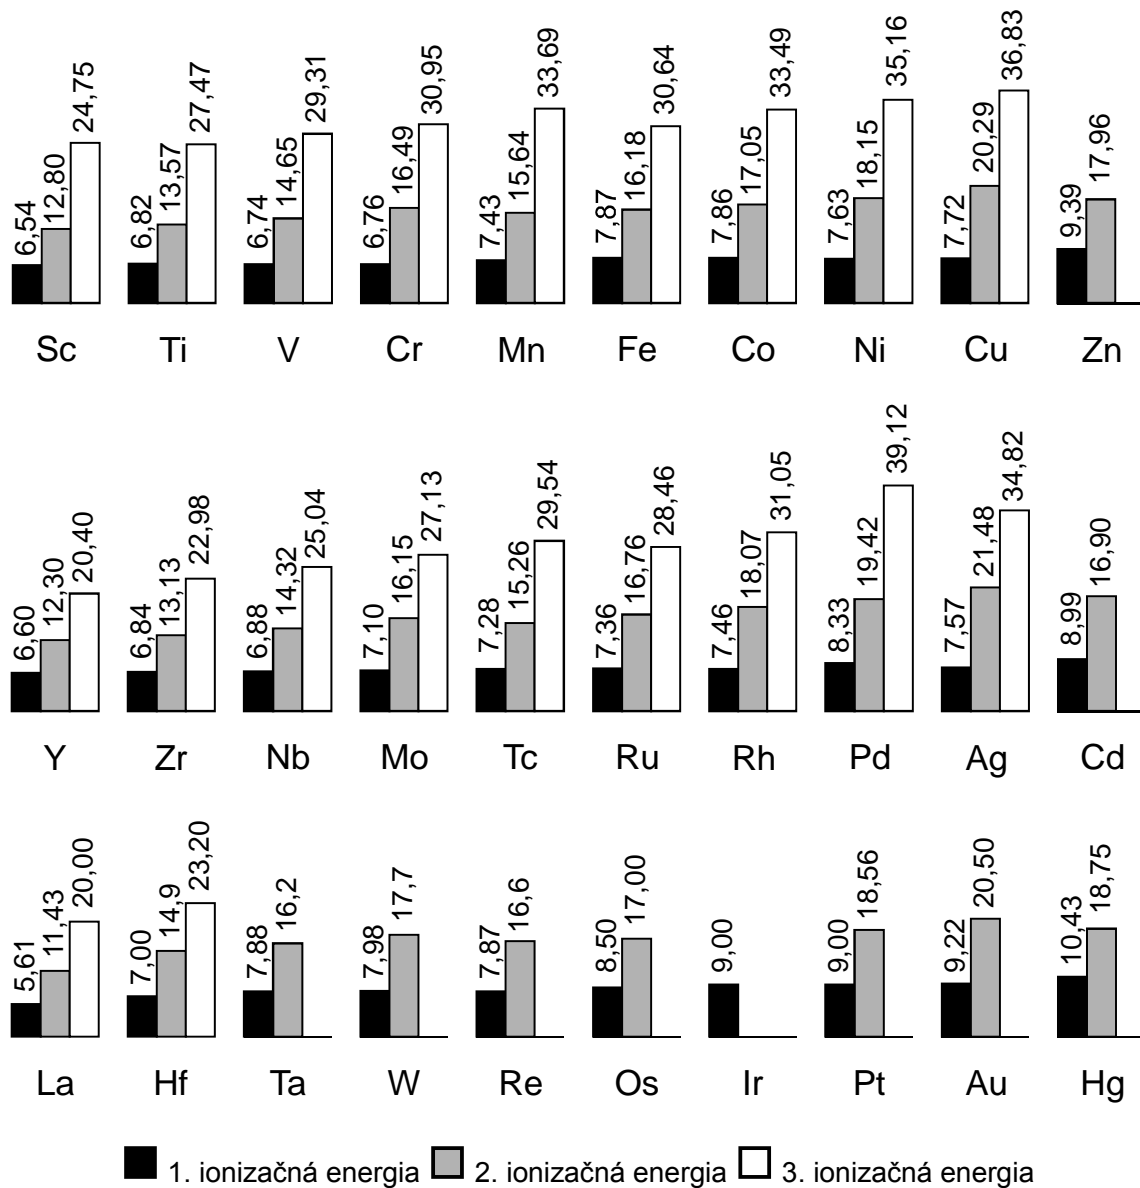 6,54 12,80 24,75 6,82 13,57 27,47 6,74 14,65 29,31 6,76 16,49 30,95 7,43 15,64 33,69 7,87 16,18 30,64 7,86 17,05 33,49 7,63 18,15 35,16 7,72 20,29 36,83 9,39 17,96
Sc Ti V Cr Mn Fe Co Ni Cu Zn
6,60 12,30 20,40 6,84 13,13 22,98 6,88 14,32 25,04 7,10 16,15 27,13 7,28 15,26 29,54 7,36 16,76 28,46 7,46 18,07 31,05 8,33 19,42 39,12 7,57 21,48 34,82 8,99 16,90
Y Zr Nb Mo Tc Ru Rh Pd Ag Cd
5,61 11,43 20,00 7,00 14,9 23,20 7,88 16,2 7,98 17,7 7,87 16,6 8,50 17,00 9,00 9,00 18,56 9,22 20,50 10,43 18,75
La Hf Ta W Re Os Ir Pt Au Hg
1. ionizačná energia 2. ionizačná energia 3. ionizačná energia